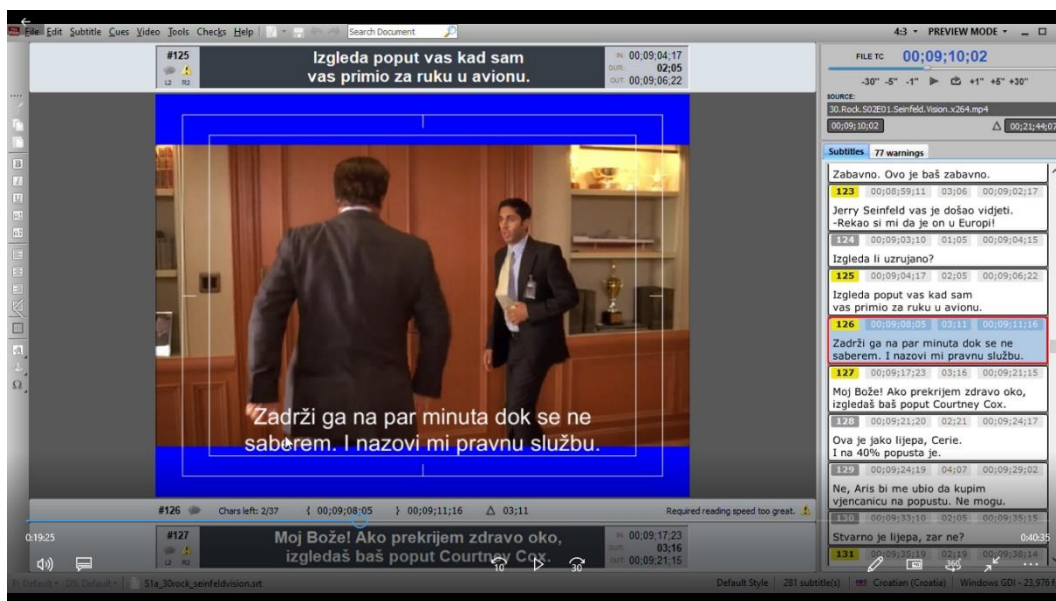 File Edit Subtitle Cues Video Tools Checks Help Search Document 4:3 PREVIEW MODE
#125
L2 R2
Izgleda poput vas kad sam
vas primio za ruku u avionu.
IN: 00;09;04;17
DUR: 02;05
OUT: 00;09;06;22
Zadrži ga na par minuta dok se ne
saberem. I nazovi mi pravnu službu.
#126 Chars left: 2/37 { 00;09;08;05 } 00;09;11;16 Δ 03;11 Required reading speed too great.
#127
L2 R2
Moj Bože! Ako prekrijem zdravo oko,
izgledaš baš poput Courtney Cox.
IN: 00;09;17;23
DUR: 03;16
OUT: 00;09;21;15
FILE TC 00;09;10;02
-30" -5" -1" +1" +5" +30"
SOURCE:
30.Rock.S02E01.Seinfeld.Vision.x264.mp4
00;09;10;02 Δ 00;21;44;07
Subtitles 77 warnings
Zabavno. Ovo je baš zabavno.
123 00;08;59;11 03;06 00;09;02;17
Jerry Seinfeld vas je došao vidjeti.
-Rekao si mi da je on u Europi!
124 00;09;03;10 01;05 00;09;04;15
Izgleda li uzrujano?
125 00;09;04;17 02;05 00;09;06;22
Izgleda poput vas kad sam
vas primio za ruku u avionu.
126 00;09;08;05 03;11 00;09;11;16
Zadrži ga na par minuta dok se ne
saberem. I nazovi mi pravnu službu.
127 00;09;17;23 03;16 00;09;21;15
Moj Bože! Ako prekrijem zdravo oko,
izgledaš baš poput Courtney Cox.
128 00;09;21;20 02;21 00;09;24;17
Ova je jako lijepa, Cerie.
I na 40% popusta je.
129 00;09;24;19 04;07 00;09;29;02
Ne, Aris bi me ubio da kupim
vjencanicu na popustu. Ne mogu.
130 00;09;33;10 02;05 00;09;35;15
Stvarno je lijepa, zar ne?
131 00;09;35;19 02;19 00;09;38;14
0:19:25 0:40:35
10 30 360
Default Style 281 subtitle(s) Croatian (Croatia) Windows GDI - 23,976 f
S1a_30rock_seinfeldvision.srt